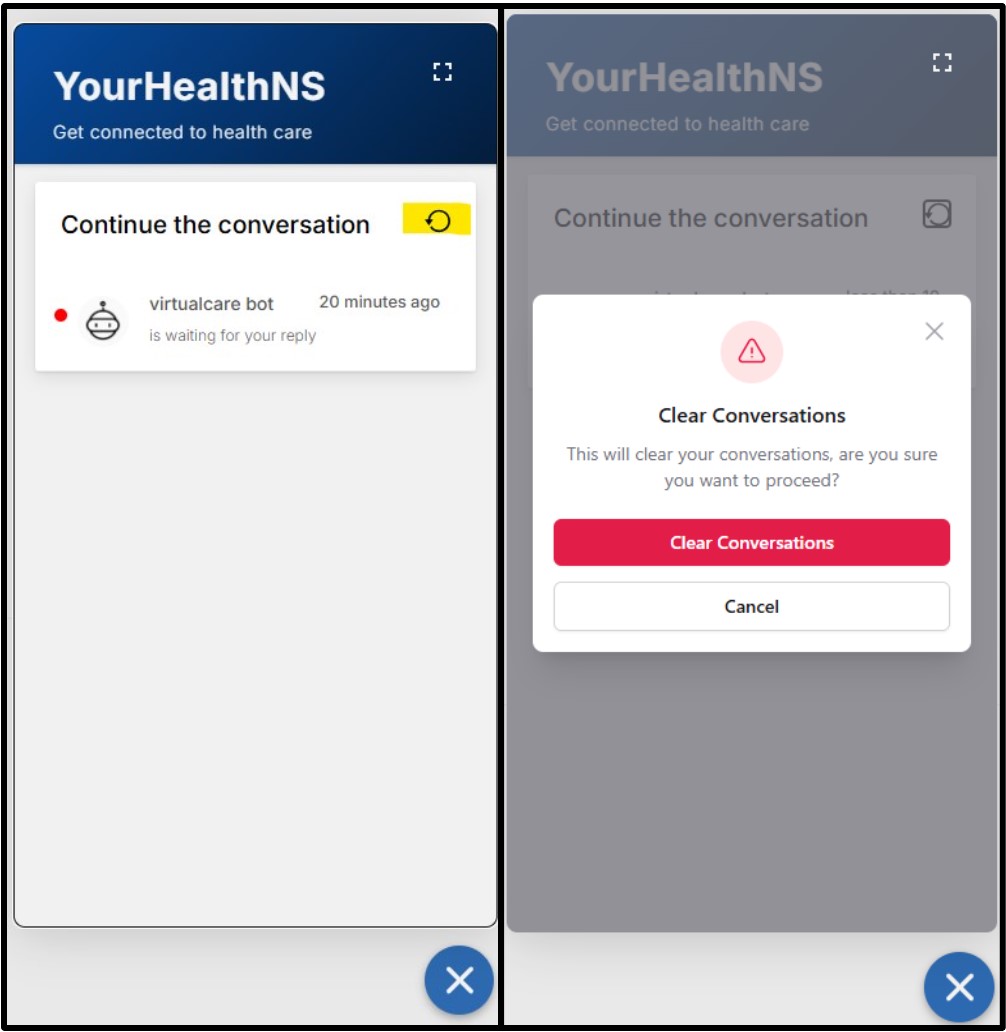 YourHealthNS
Get connected to health care
Continue the conversation
virtualcare bot
20 minutes ago
is waiting for your reply
YourHealthNS
Get connected to health care
Continue the conversation
Clear Conversations
This will clear your conversations, are you sure
you want to proceed?
Clear Conversations
Cancel